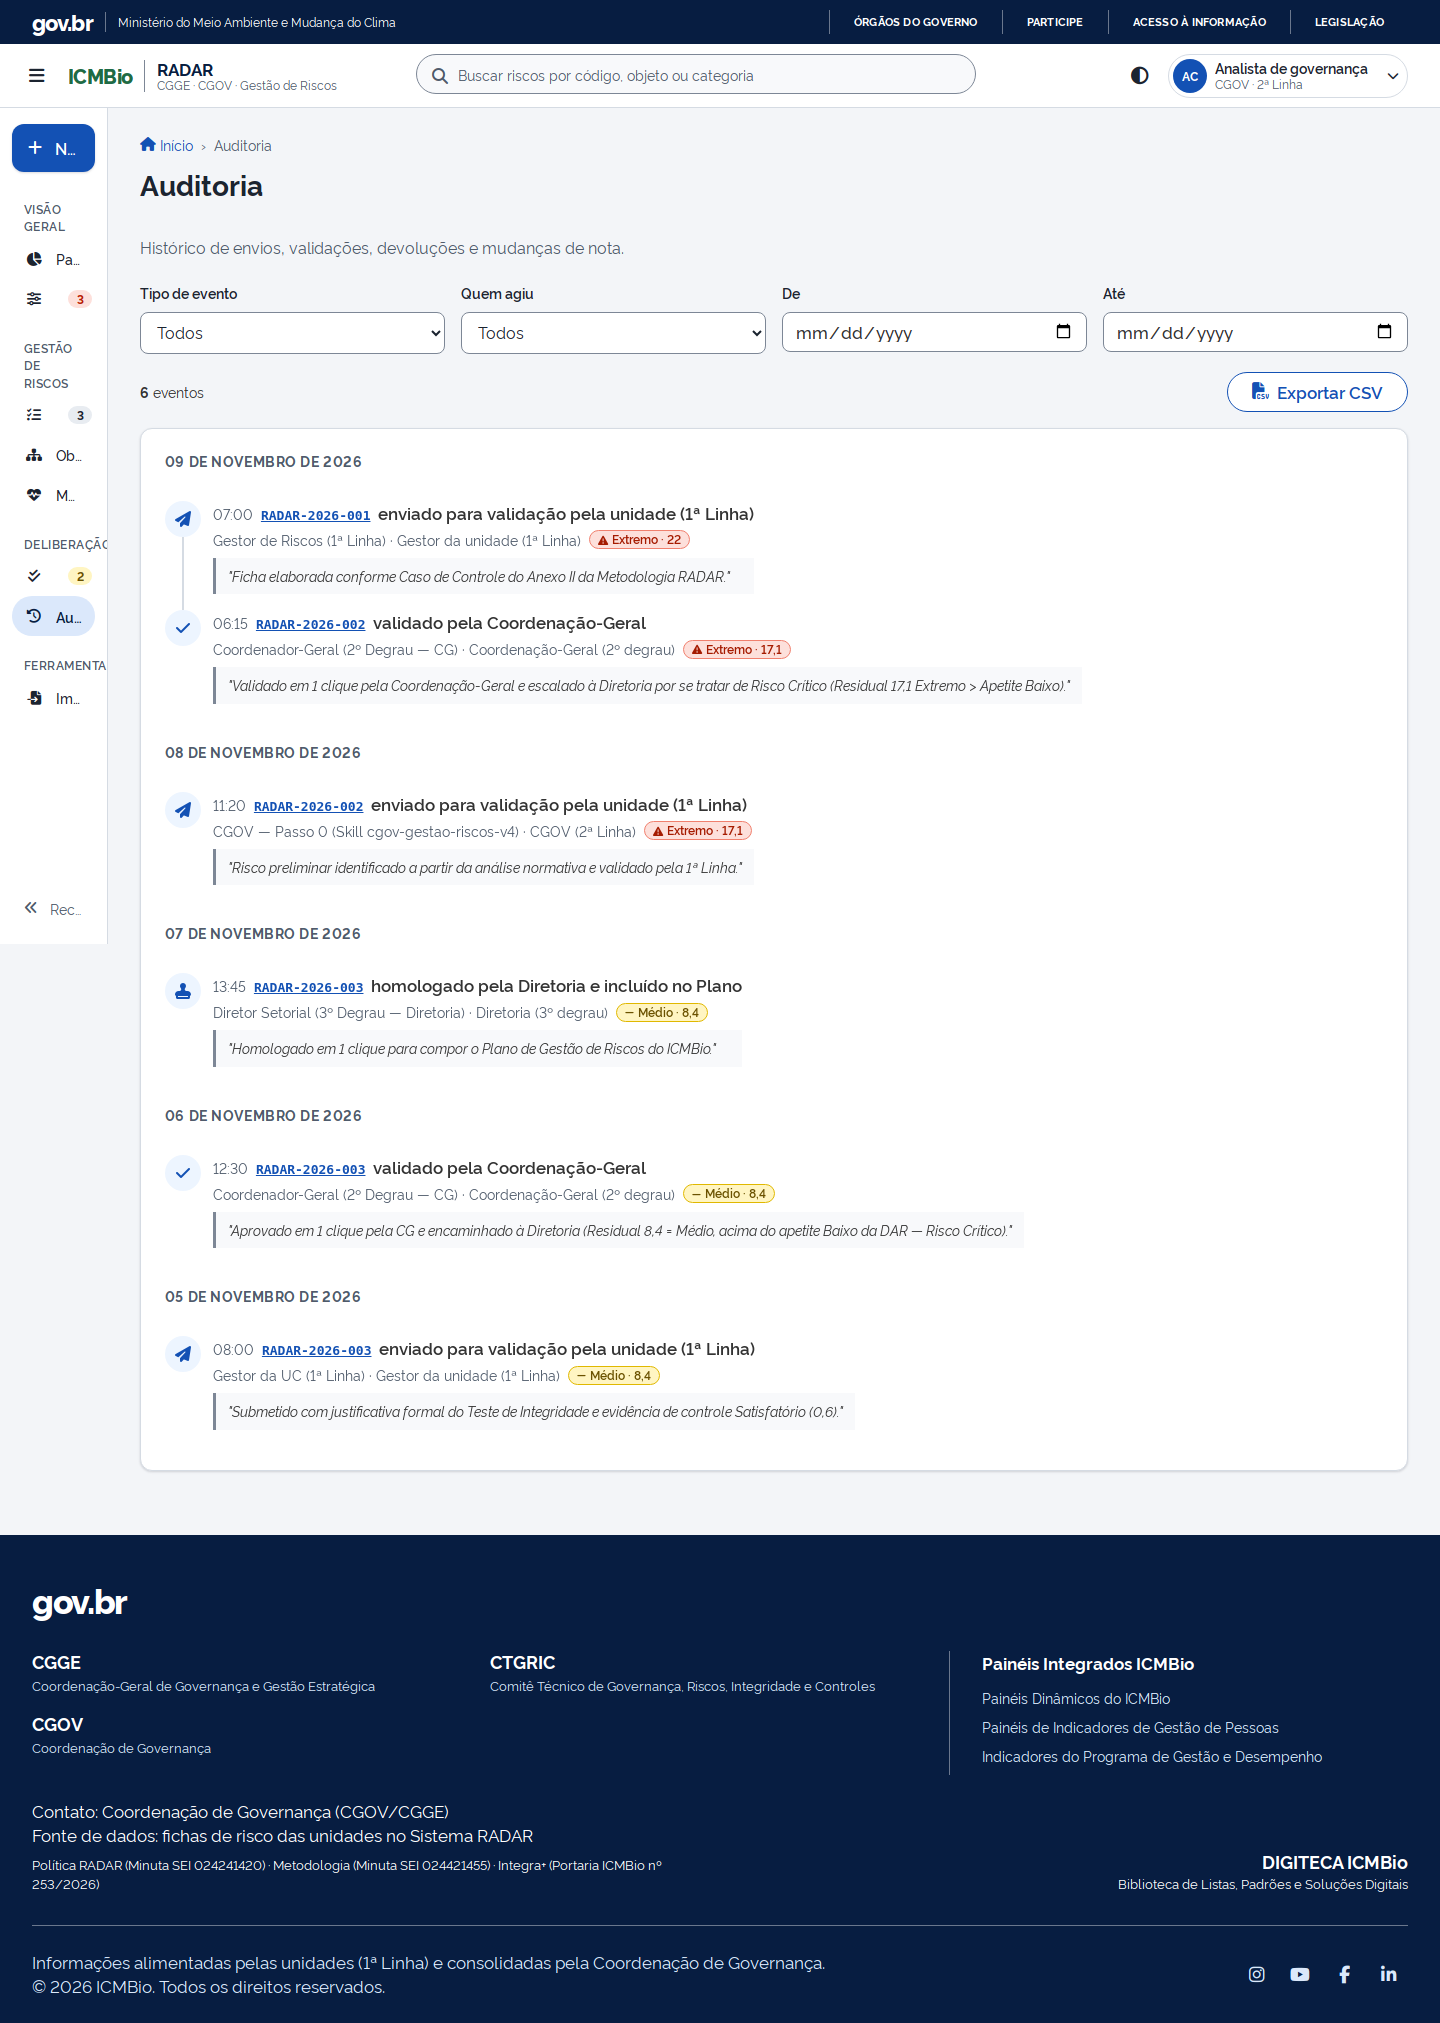 gov.br Ministério do Meio Ambiente e Mudança do Clima ÓRGÃOS DO GOVERNO PARTICIPE ACESSO À INFORMAÇÃO LEGISLAÇÃO
ICMBio RADAR
CGGE · CGOV · Gestão de Riscos
Buscar riscos por código, objeto ou categoria
AC Analista de governança
CGOV · 2ª Linha
N…
VISÃO
GERAL
Pa…
3
GESTÃO
DE
RISCOS
3
Ob…
M…
DELIBERAÇÃO
2
Au…
FERRAMENTA
Im…
Rec…
Início › Auditoria
Auditoria
Histórico de envios, validações, devoluções e mudanças de nota.
Tipo de evento Quem agiu De Até
Todos Todos mm/dd/yyyy mm/dd/yyyy
6 eventos Exportar CSV
09 DE NOVEMBRO DE 2026
07:00 RADAR-2026-001 enviado para validação pela unidade (1ª Linha)
Gestor de Riscos (1ª Linha) · Gestor da unidade (1ª Linha) Extremo · 22
"Ficha elaborada conforme Caso de Controle do Anexo II da Metodologia RADAR."
06:15 RADAR-2026-002 validado pela Coordenação-Geral
Coordenador-Geral (2º Degrau — CG) · Coordenação-Geral (2º degrau) Extremo · 17,1
"Validado em 1 clique pela Coordenação-Geral e escalado à Diretoria por se tratar de Risco Crítico (Residual 17,1 Extremo > Apetite Baixo)."
08 DE NOVEMBRO DE 2026
11:20 RADAR-2026-002 enviado para validação pela unidade (1ª Linha)
CGOV — Passo 0 (Skill cgov-gestao-riscos-v4) · CGOV (2ª Linha) Extremo · 17,1
"Risco preliminar identificado a partir da análise normativa e validado pela 1ª Linha."
07 DE NOVEMBRO DE 2026
13:45 RADAR-2026-003 homologado pela Diretoria e incluído no Plano
Diretor Setorial (3º Degrau — Diretoria) · Diretoria (3º degrau) Médio · 8,4
"Homologado em 1 clique para compor o Plano de Gestão de Riscos do ICMBio."
06 DE NOVEMBRO DE 2026
12:30 RADAR-2026-003 validado pela Coordenação-Geral
Coordenador-Geral (2º Degrau — CG) · Coordenação-Geral (2º degrau) Médio · 8,4
"Aprovado em 1 clique pela CG e encaminhado à Diretoria (Residual 8,4 = Médio, acima do apetite Baixo da DAR — Risco Crítico)."
05 DE NOVEMBRO DE 2026
08:00 RADAR-2026-003 enviado para validação pela unidade (1ª Linha)
Gestor da UC (1ª Linha) · Gestor da unidade (1ª Linha) Médio · 8,4
"Submetido com justificativa formal do Teste de Integridade e evidência de controle Satisfatório (0,6)."
gov.br
CGGE
Coordenação-Geral de Governança e Gestão Estratégica
CGOV
Coordenação de Governança
CTGRIC
Comitê Técnico de Governança, Riscos, Integridade e Controles
Painéis Integrados ICMBio
Painéis Dinâmicos do ICMBio
Painéis de Indicadores de Gestão de Pessoas
Indicadores do Programa de Gestão e Desempenho
Contato: Coordenação de Governança (CGOV/CGGE)
Fonte de dados: fichas de risco das unidades no Sistema RADAR
Política RADAR (Minuta SEI 024241420) · Metodologia (Minuta SEI 024421455) · Integra+ (Portaria ICMBio nº
253/2026)
DIGITECA ICMBio
Biblioteca de Listas, Padrões e Soluções Digitais
Informações alimentadas pelas unidades (1ª Linha) e consolidadas pela Coordenação de Governança.
© 2026 ICMBio. Todos os direitos reservados.